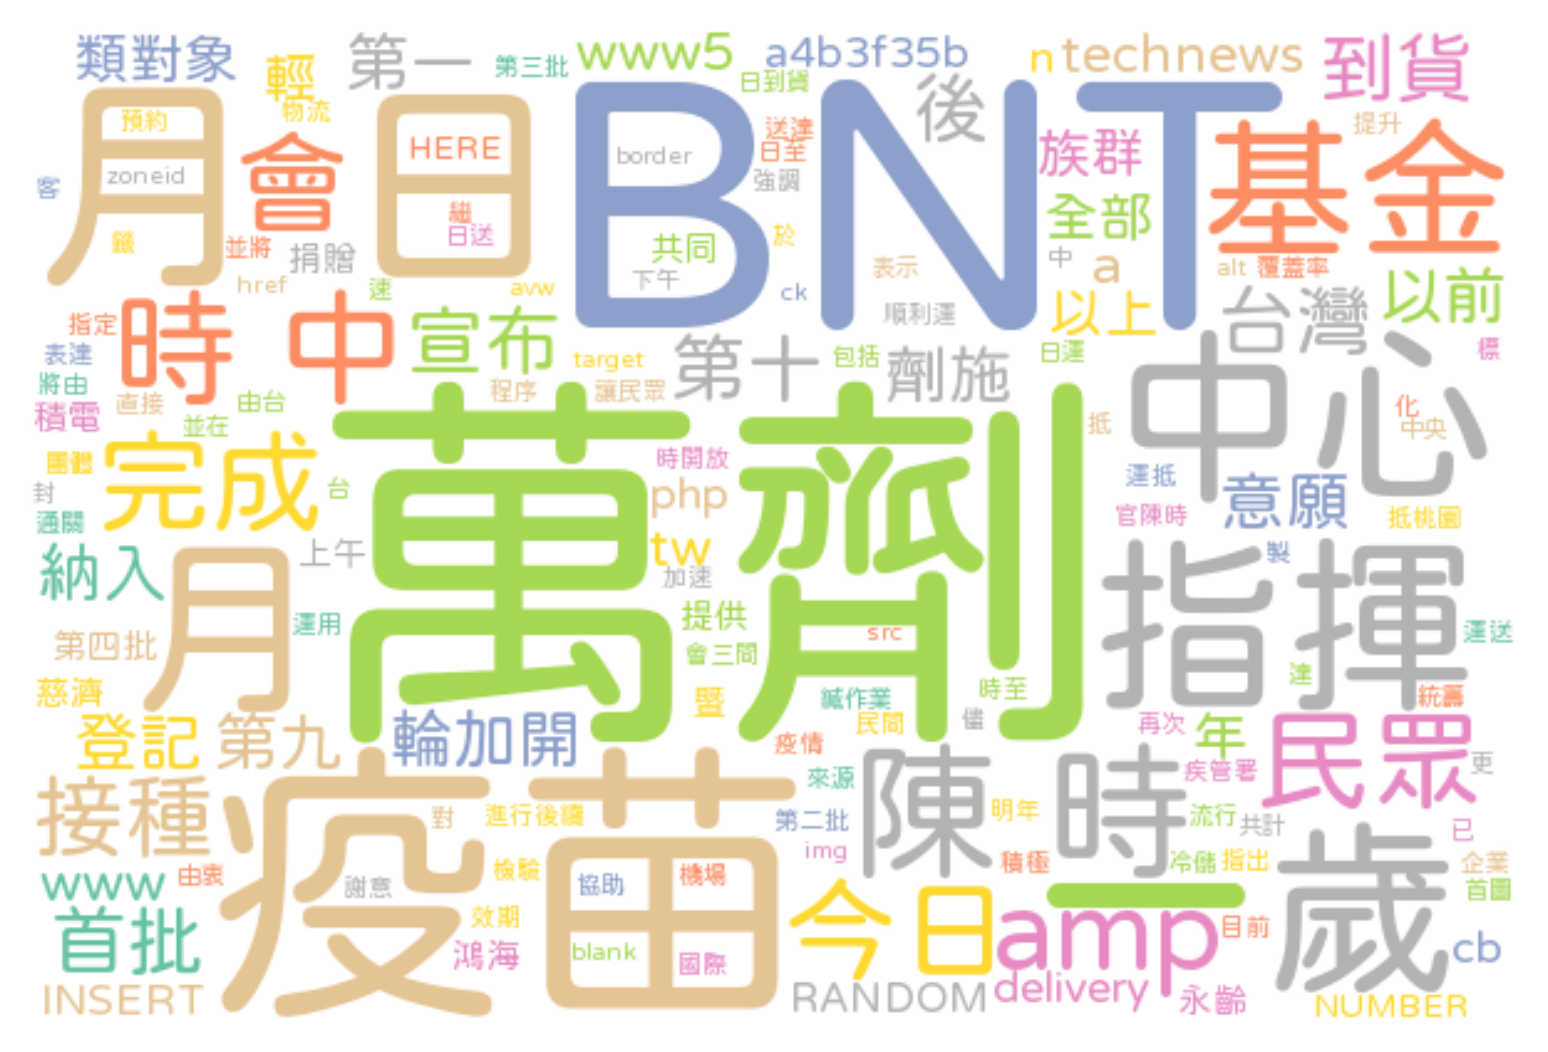 類對象
輕
第一
第三批
www5
a4b3f35b
n
technews
到貨
物流
日到貨
後
月
預約
zoneid
客
籤
會
日
HERE
繼
日送
BNT
border
送達
日至
強調
共同
下午
於
ck
族群
全部
中
a
以上
基金
提升
alt
覆蓋率
並將
捐贈
href
速
avw
表示
順利運
台灣
以前
指定
表達
將由
時中
宣布
target
第十
包括
劑施
日運
標
積電
直接
由台
並在
程序
讓民眾
中心
化
中央
團體
封
通關
完成
台
萬劑
時開放
php
tw
加速
抵
運抵
官陳時
意願
抵桃園
納入
月
上午
運用
提供
會三間
src
製
指揮
運送
第四批
慈濟
暨
緘作業
民間
時至
儘
達
統籌
登記
第九
輪加開
疫情
來源
再次
年
疾管署
民眾
更
接種
疫苗
對
進行後續
第二批
img
陳時
明年
積極
流行
共計
冷儲
指出
已
企業
首圖
www
由衷
謝意
檢驗
協助
機場
首批
效期
鴻海
blank
國際
今日
一
amp
目前
歲
cb
INSERT
RANDOM
delivery
永齡
NUMBER